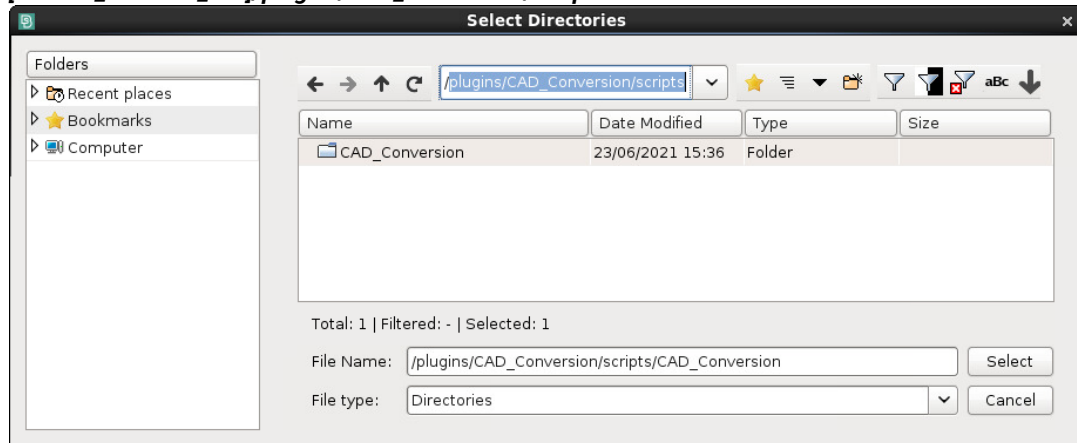 Select Directories
Folders
Recent places
Bookmarks
Computer
/plugins/CAD_Conversion/scripts
aBc
Name Date Modified Type Size
CAD_Conversion 23/06/2021 15:36 Folder
Total: 1 | Filtered: - | Selected: 1
File Name: /plugins/CAD_Conversion/scripts/CAD_Conversion Select
File type: Directories Cancel